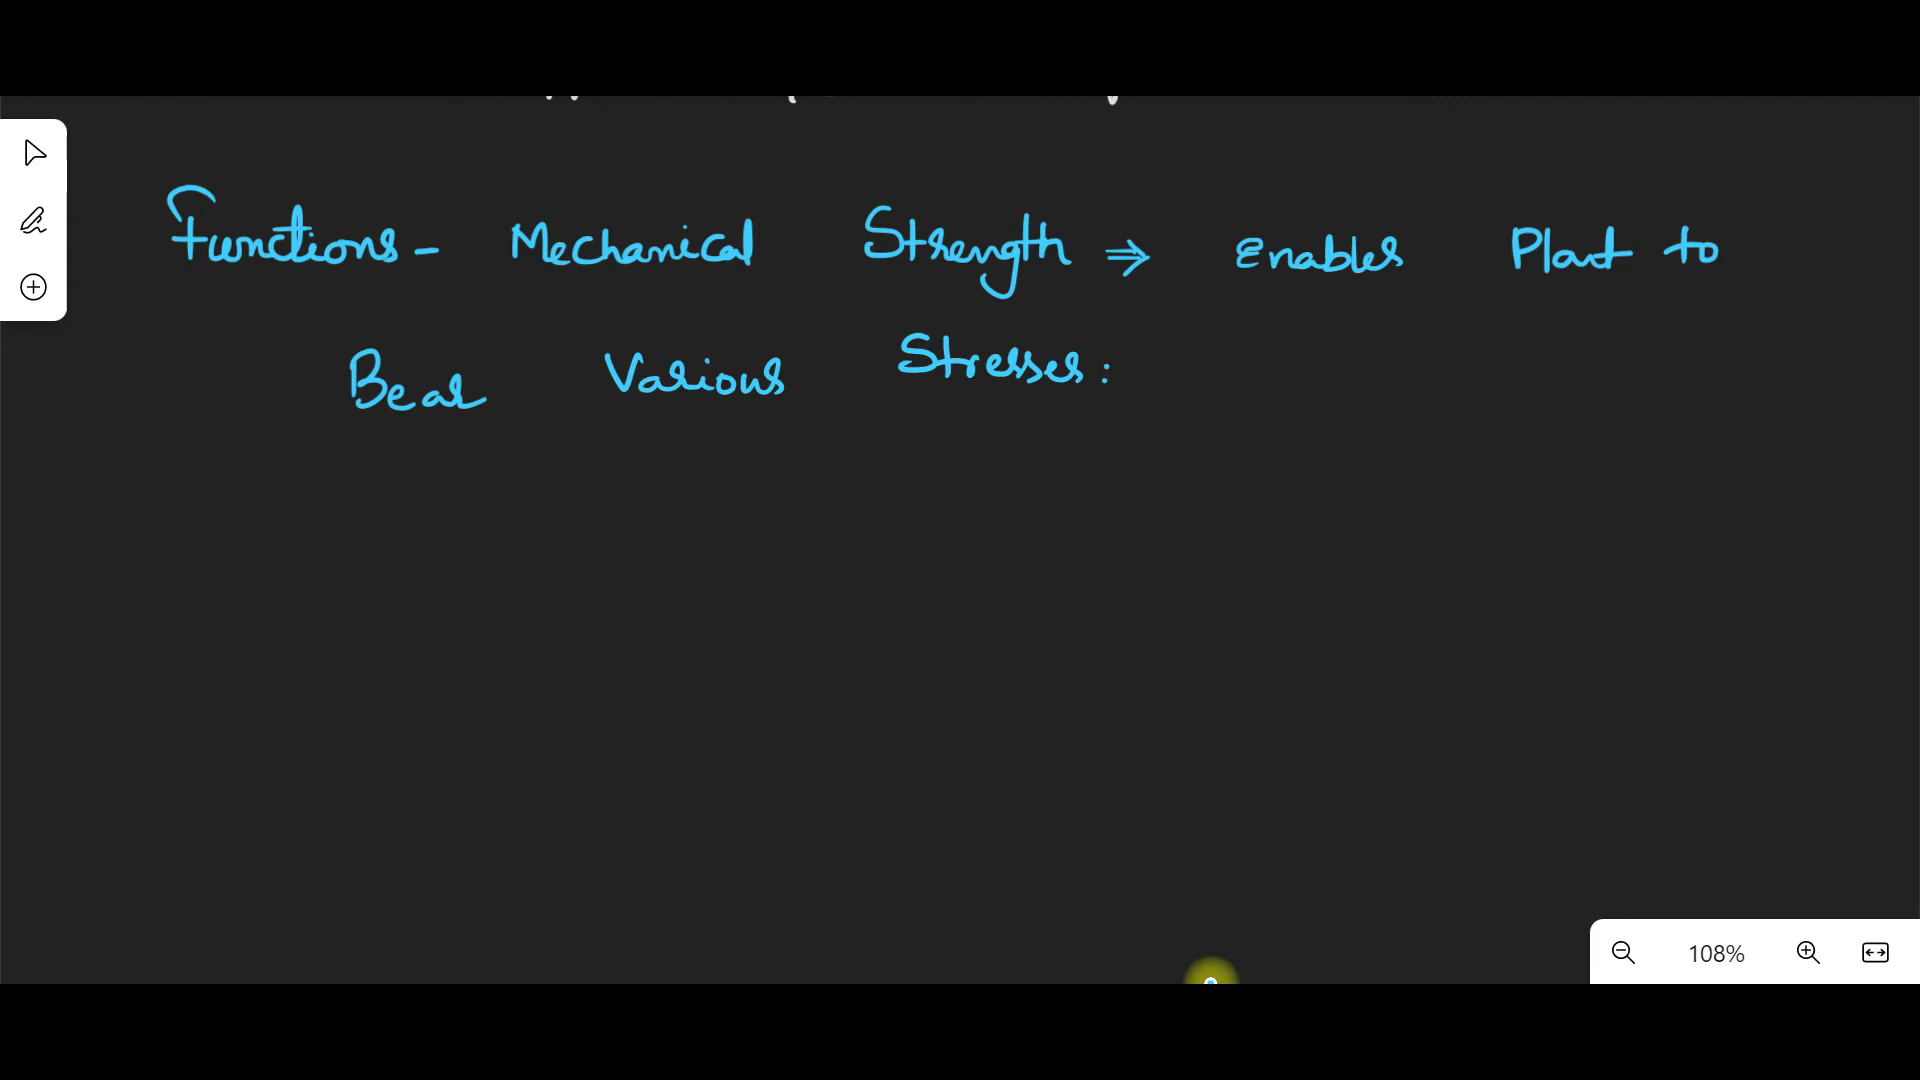 Functions - Mechanical Strength ⇒ Enables Plant to
Bear Various Stresses :
108%